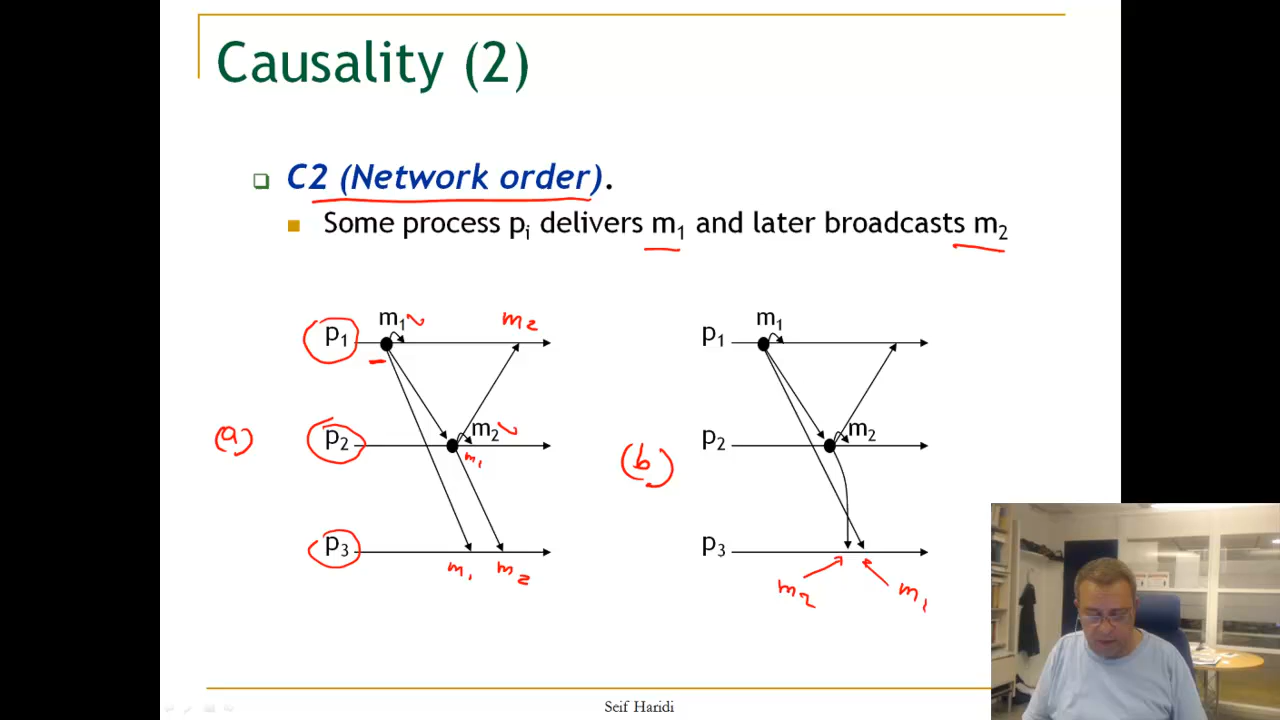 Causality (2)
C2 (Network order).
Some process pᵢ delivers m₁ and later broadcasts m₂
m₁ m₂ m₁
p₁ p₁
(a) p₂ m₂ (b) p₂ m₂
m₁
p₃ p₃
m₁ m₂ m₂ m₁
Seif Haridi